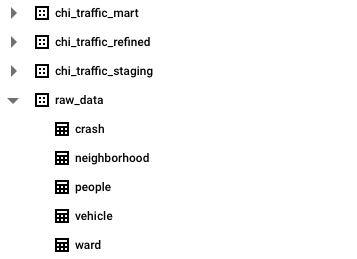 chi_traffic_mart
chi_traffic_refined
chi_traffic_staging
raw_data
crash
neighborhood
people
vehicle
ward